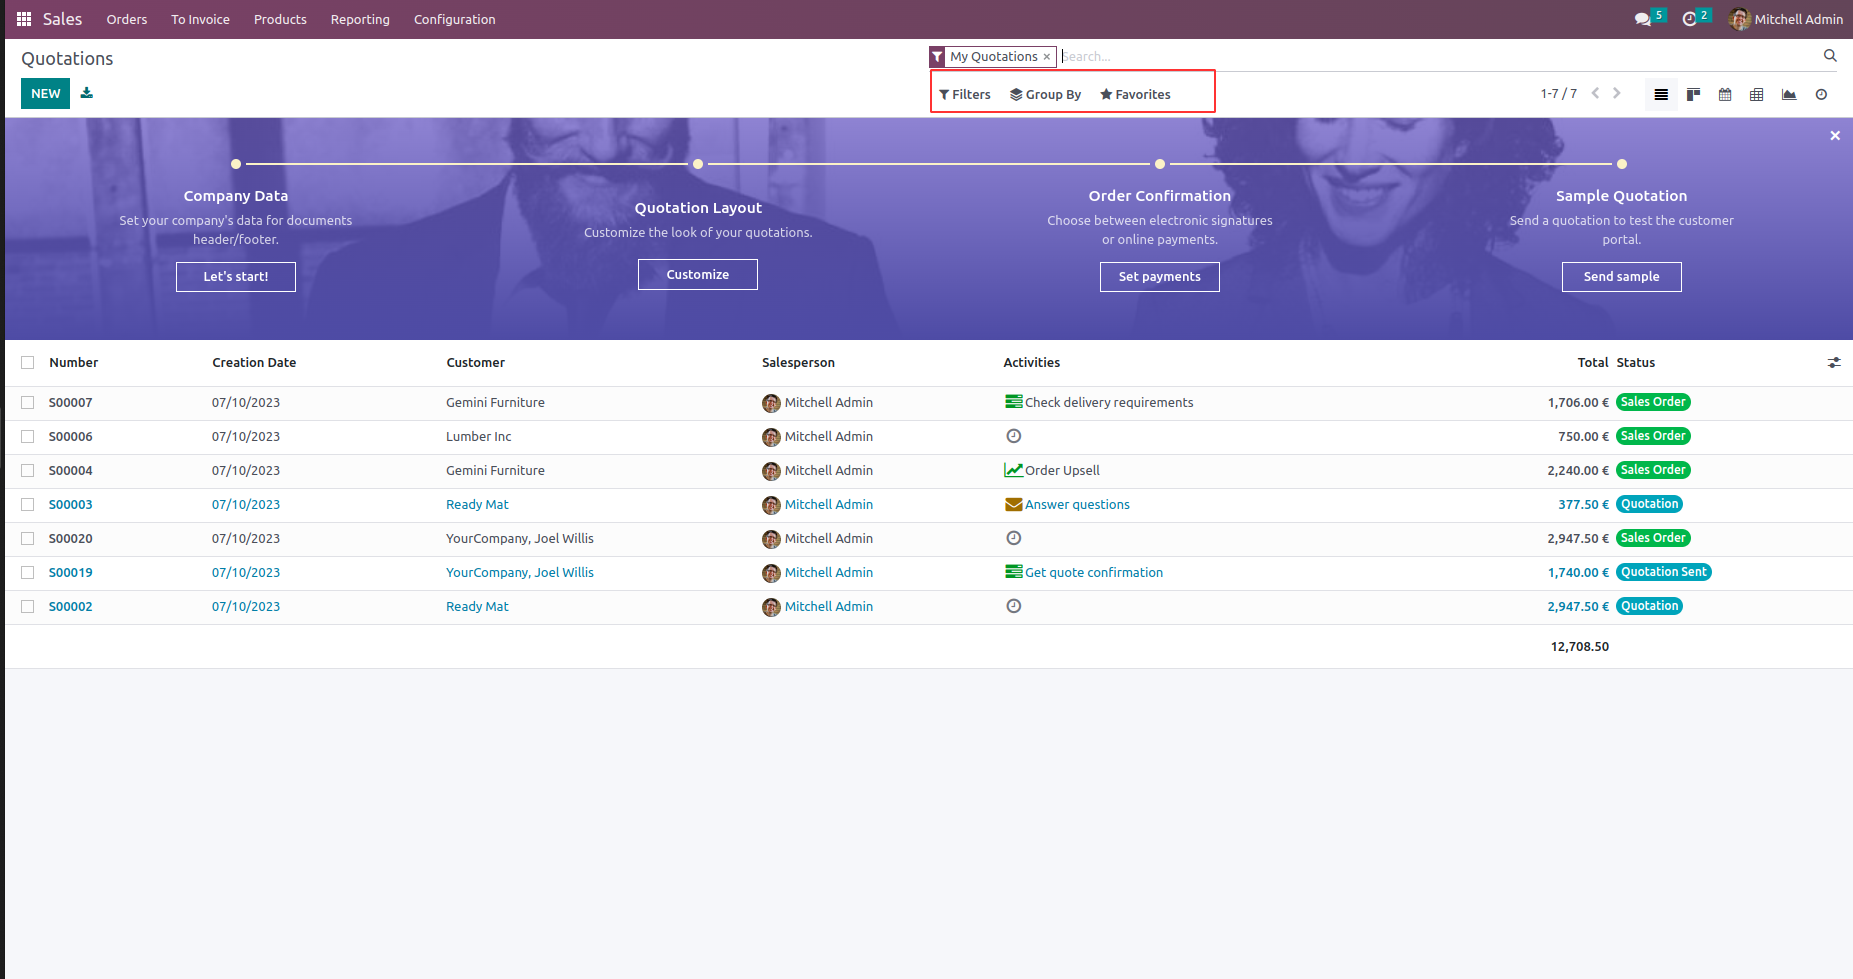 Sales Orders To Invoice Products Reporting Configuration 5 2 Mitchell Admin
Quotations My Quotations × Search...
NEW Filters Group By Favorites 1-7 / 7
Company Data
Set your company's data for documents
header/footer.
Let's start!
Quotation Layout
Customize the look of your quotations.
Customize
Order Confirmation
Choose between electronic signatures
or online payments.
Set payments
Sample Quotation
Send a quotation to test the customer
portal.
Send sample
Number Creation Date Customer Salesperson Activities Total Status
S00007 07/10/2023 Gemini Furniture Mitchell Admin Check delivery requirements 1,706.00 € Sales Order
S00006 07/10/2023 Lumber Inc Mitchell Admin 750.00 € Sales Order
S00004 07/10/2023 Gemini Furniture Mitchell Admin Order Upsell 2,240.00 € Sales Order
S00003 07/10/2023 Ready Mat Mitchell Admin Answer questions 377.50 € Quotation
S00020 07/10/2023 YourCompany, Joel Willis Mitchell Admin 2,947.50 € Sales Order
S00019 07/10/2023 YourCompany, Joel Willis Mitchell Admin Get quote confirmation 1,740.00 € Quotation Sent
S00002 07/10/2023 Ready Mat Mitchell Admin 2,947.50 € Quotation
12,708.50